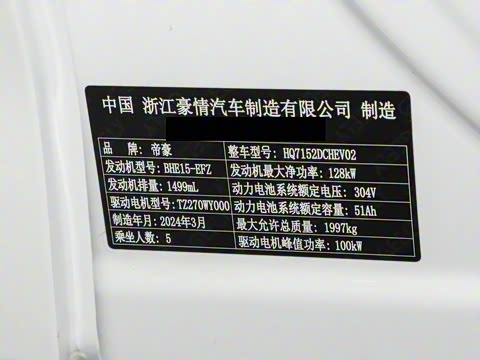 中国 浙江豪情汽车制造有限公司 制造
品 牌：帝豪 整车型号：HQ7152DCHEV02
发动机型号：BHE15-EFZ 发动机最大净功率：128kW
发动机排量：1499mL 动力电池系统额定电压：304V
驱动电机型号：TZ270WY000 动力电池系统额定容量：51Ah
制造年月：2024年3月 最大允许总质量：1997kg
乘坐人数：5 驱动电机峰值功率：100kW